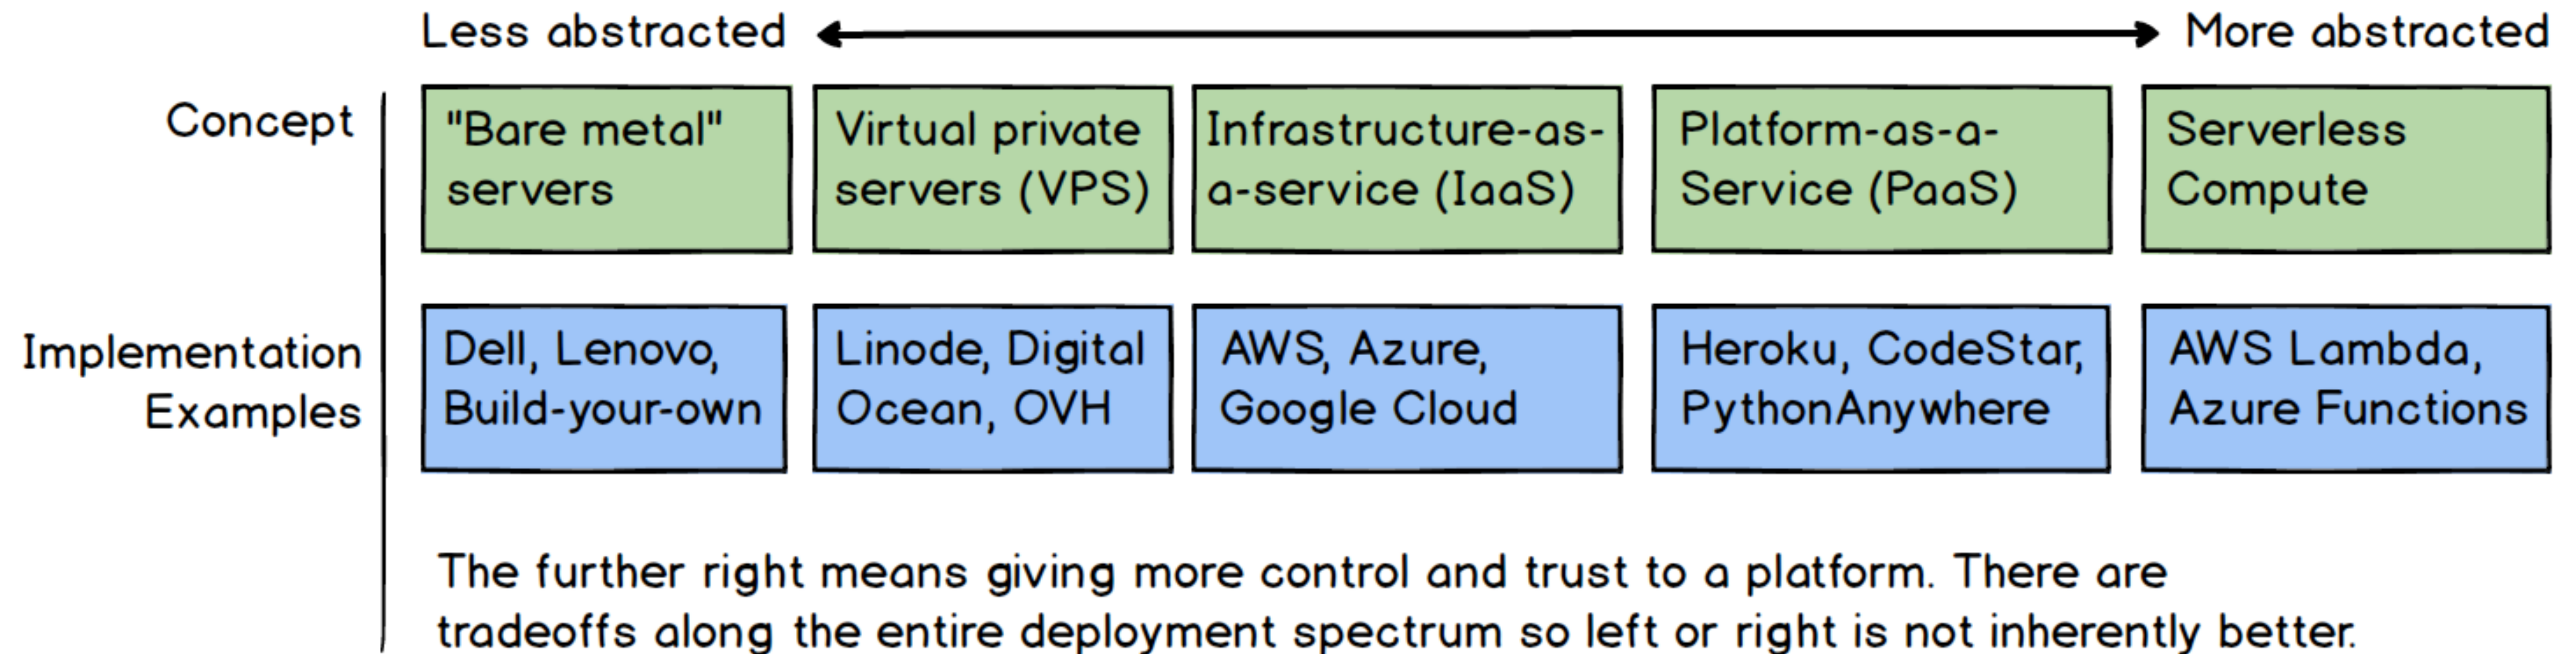 Less abstracted
More abstracted
Concept
"Bare metal"
servers
Virtual private
servers (VPS)
Infrastructure-as-
a-service (IaaS)
Platform-as-a-
Service (PaaS)
Serverless
Compute
Implementation
Examples
Dell, Lenovo,
Build-your-own
Linode, Digital
Ocean, OVH
AWS, Azure,
Google Cloud
Heroku, CodeStar,
PythonAnywhere
AWS Lambda,
Azure Functions
The further right means giving more control and trust to a platform. There are
tradeoffs along the entire deployment spectrum so left or right is not inherently better.